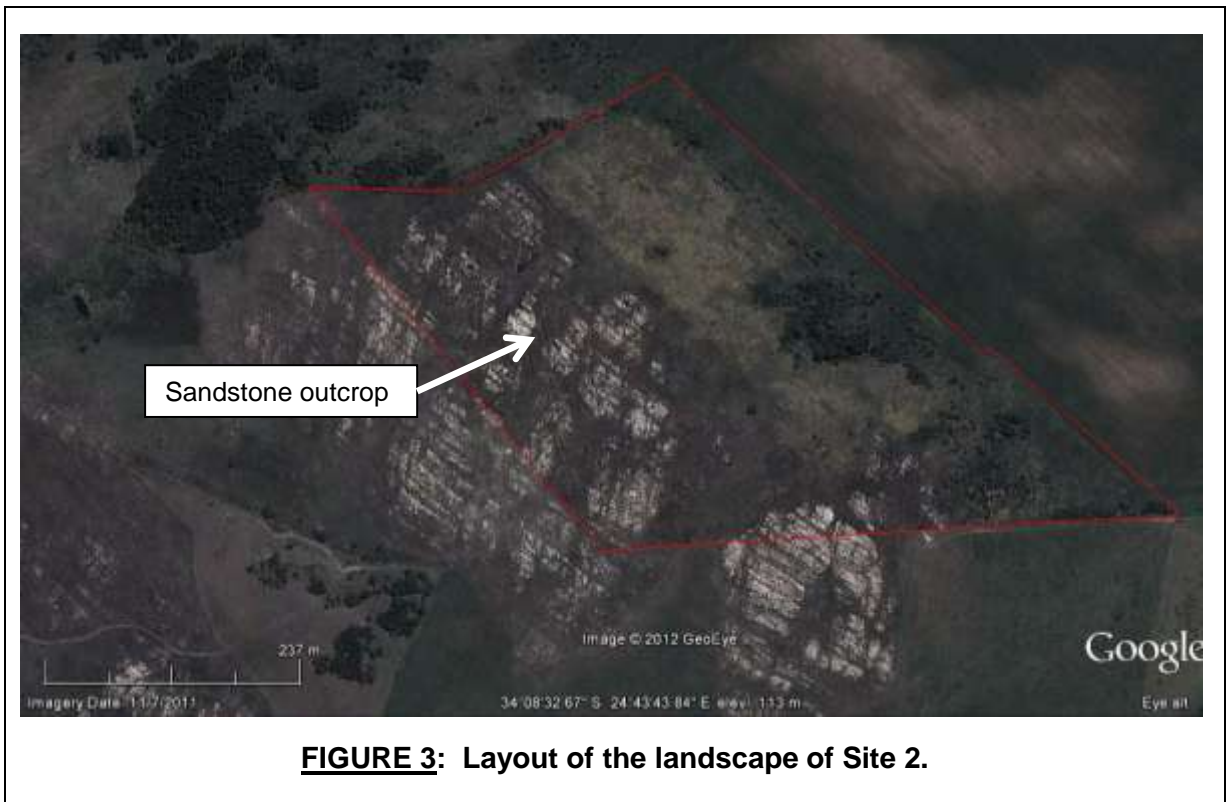 Sandstone outcrop
237 m
Image © 2012 GeoEye
Google
Imagery Date: 11/7/2011
34°08'32.67" S 24°43'43.84" E elev 113 m
Eye alt
FIGURE 3: Layout of the landscape of Site 2.